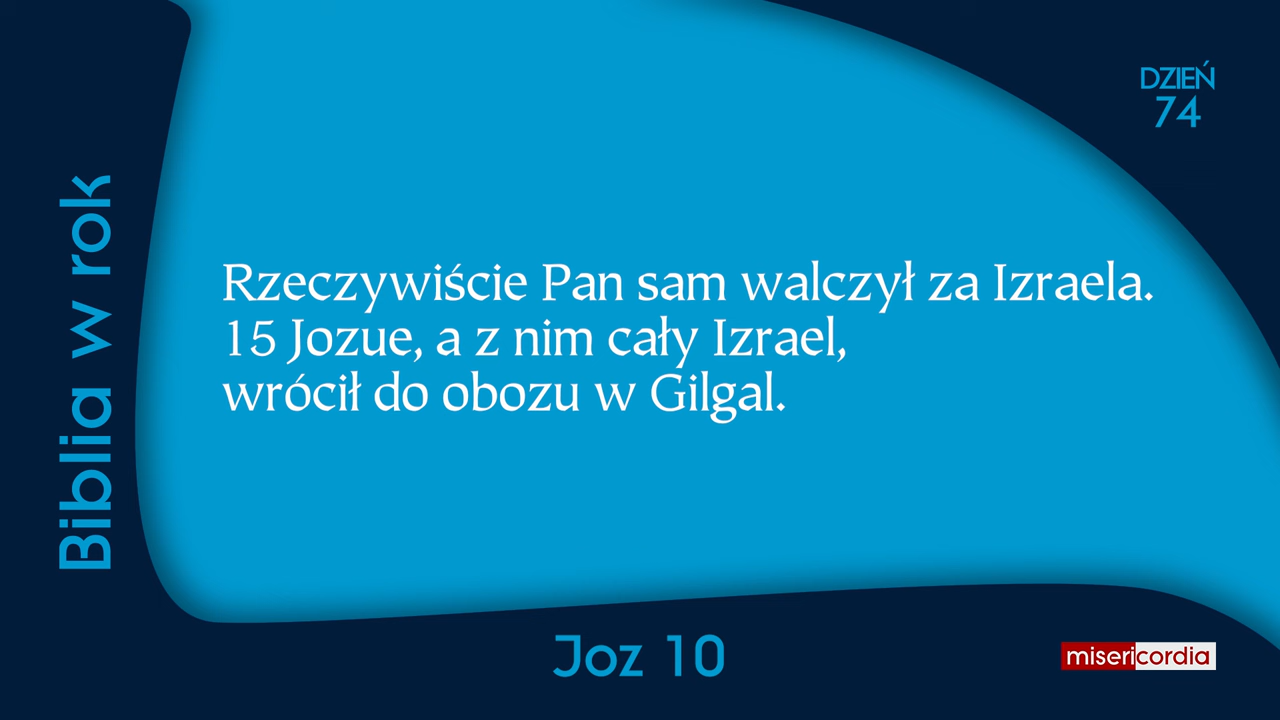 DZIEŃ
74
Biblia w rok
Rzeczywiście Pan sam walczył za Izraela.
15 Jozue, a z nim cały Izrael,
wrócił do obozu w Gilgal.
Joz 10
misericordia